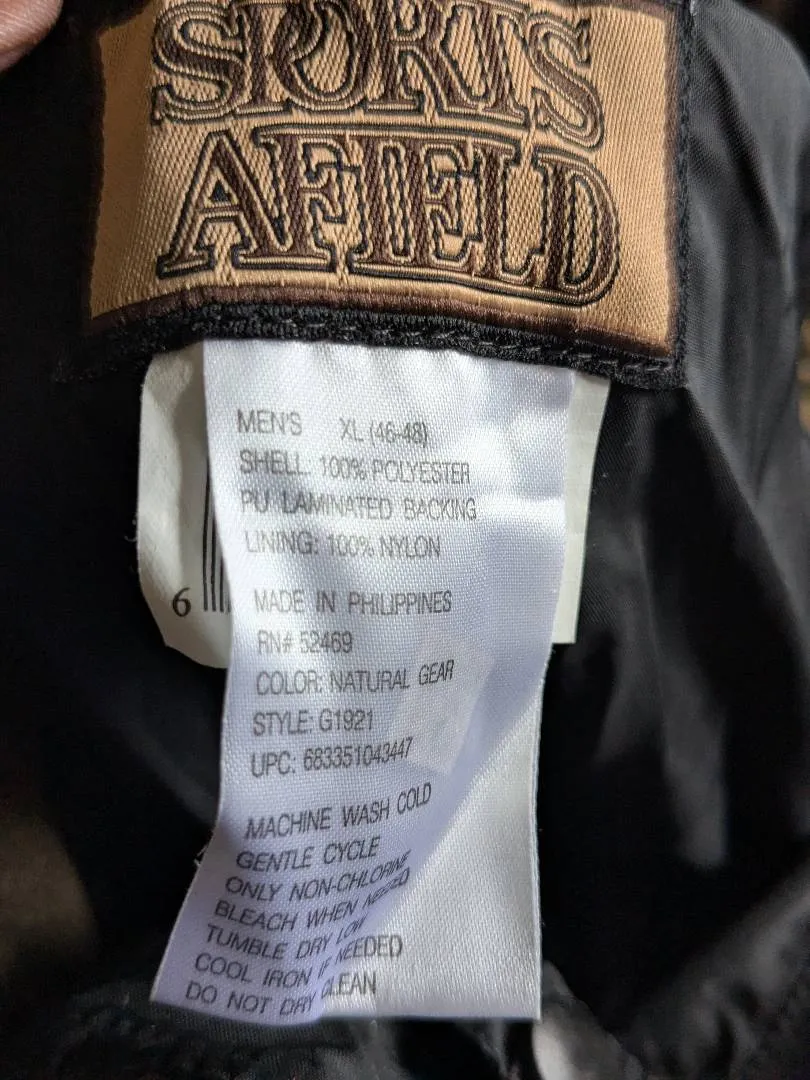 SPORTS
AFIELD
MEN'S XL (46-48)
SHELL: 100% POLYESTER
PU LAMINATED BACKING
LINING: 100% NYLON
6
MADE IN PHILIPPINES
RN# 52469
COLOR: NATURAL GEAR
STYLE: G1921
UPC: 683351043447
MACHINE WASH COLD
GENTLE CYCLE
ONLY NON-CHLORINE
BLEACH WHEN NEEDED
TUMBLE DRY LOW
COOL IRON IF NEEDED
DO NOT DRY CLEAN